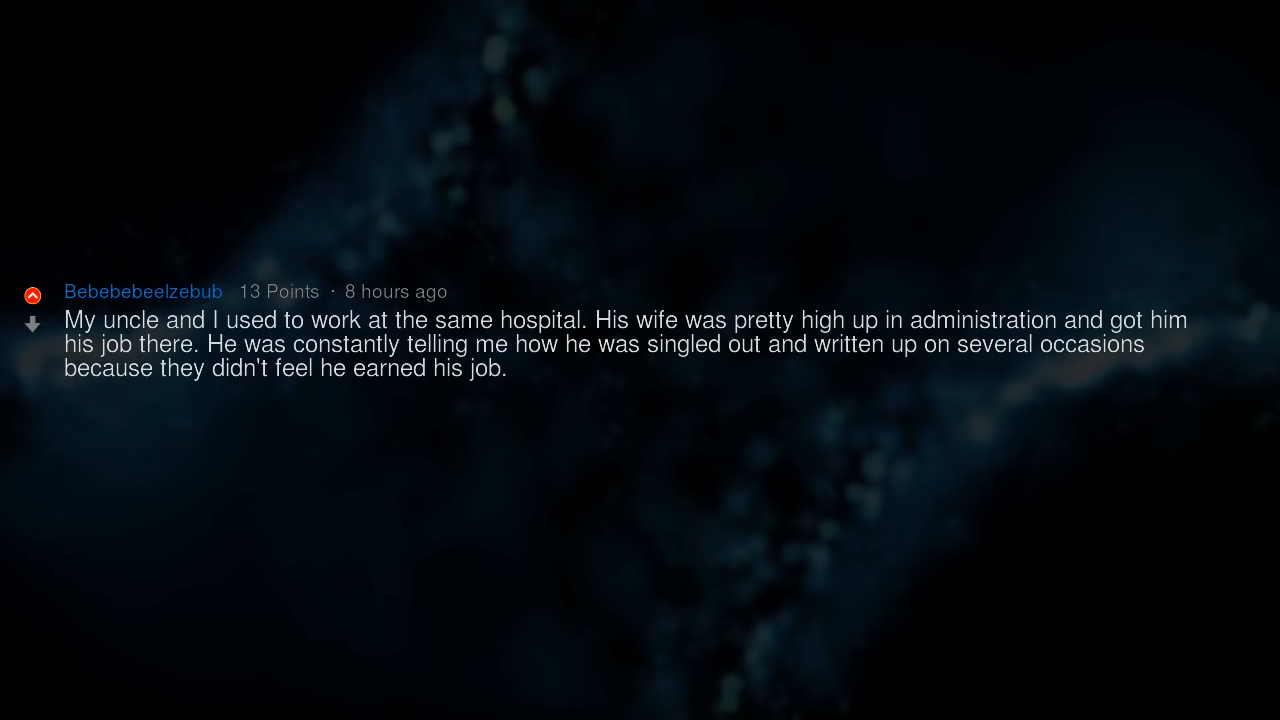 Bebebebeelzebub 13 Points · 8 hours ago
My uncle and I used to work at the same hospital. His wife was pretty high up in administration and got him
his job there. He was constantly telling me how he was singled out and written up on several occasions
because they didn't feel he earned his job.